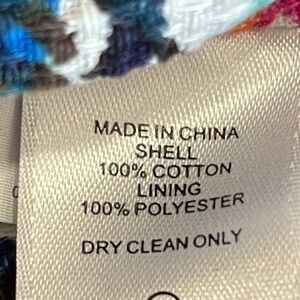 MADE IN CHINA
SHELL
100% COTTON
LINING
100% POLYESTER
DRY CLEAN ONLY